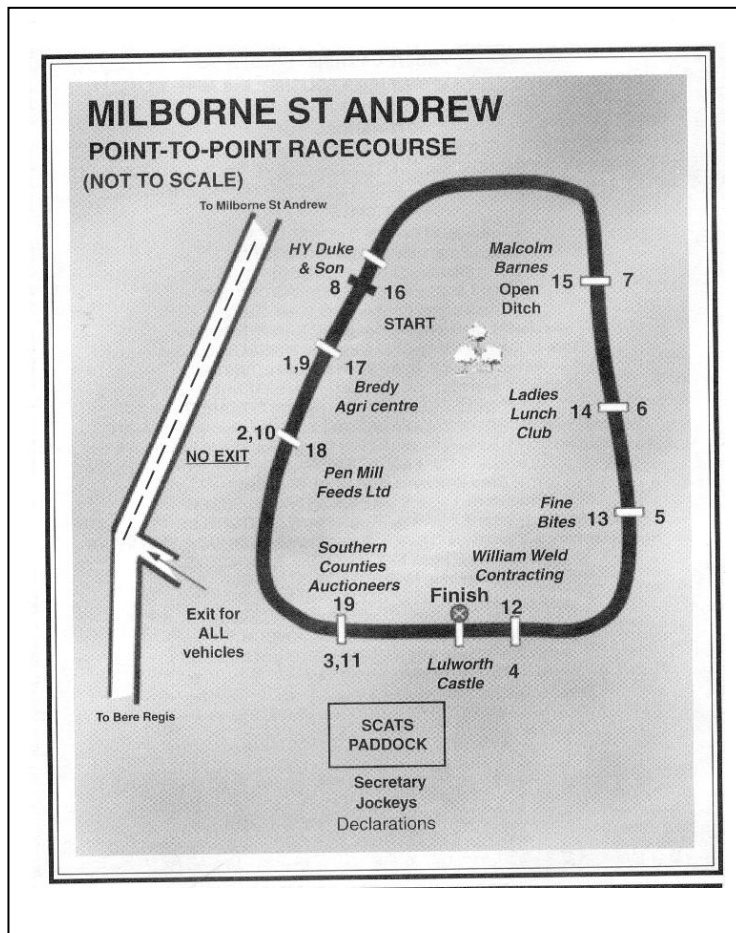 MILBORNE ST ANDREW
POINT-TO-POINT RACECOURSE
(NOT TO SCALE)
To Milborne St Andrew
HY Duke
& Son
8
16
START
Malcolm
Barnes
Open
Ditch
15
7
1,9
17
Bredy
Agri centre
Ladies
Lunch
Club
14
6
2,10
NO EXIT
18
Pen Mill
Feeds Ltd
Fine
Bites
13
5
Southern
Counties
Auctioneers
19
3,11
William Weld
Contracting
Finish
12
Lulworth
Castle
4
Exit for
ALL
vehicles
To Bere Regis
SCATS
PADDOCK
Secretary
Jockeys
Declarations